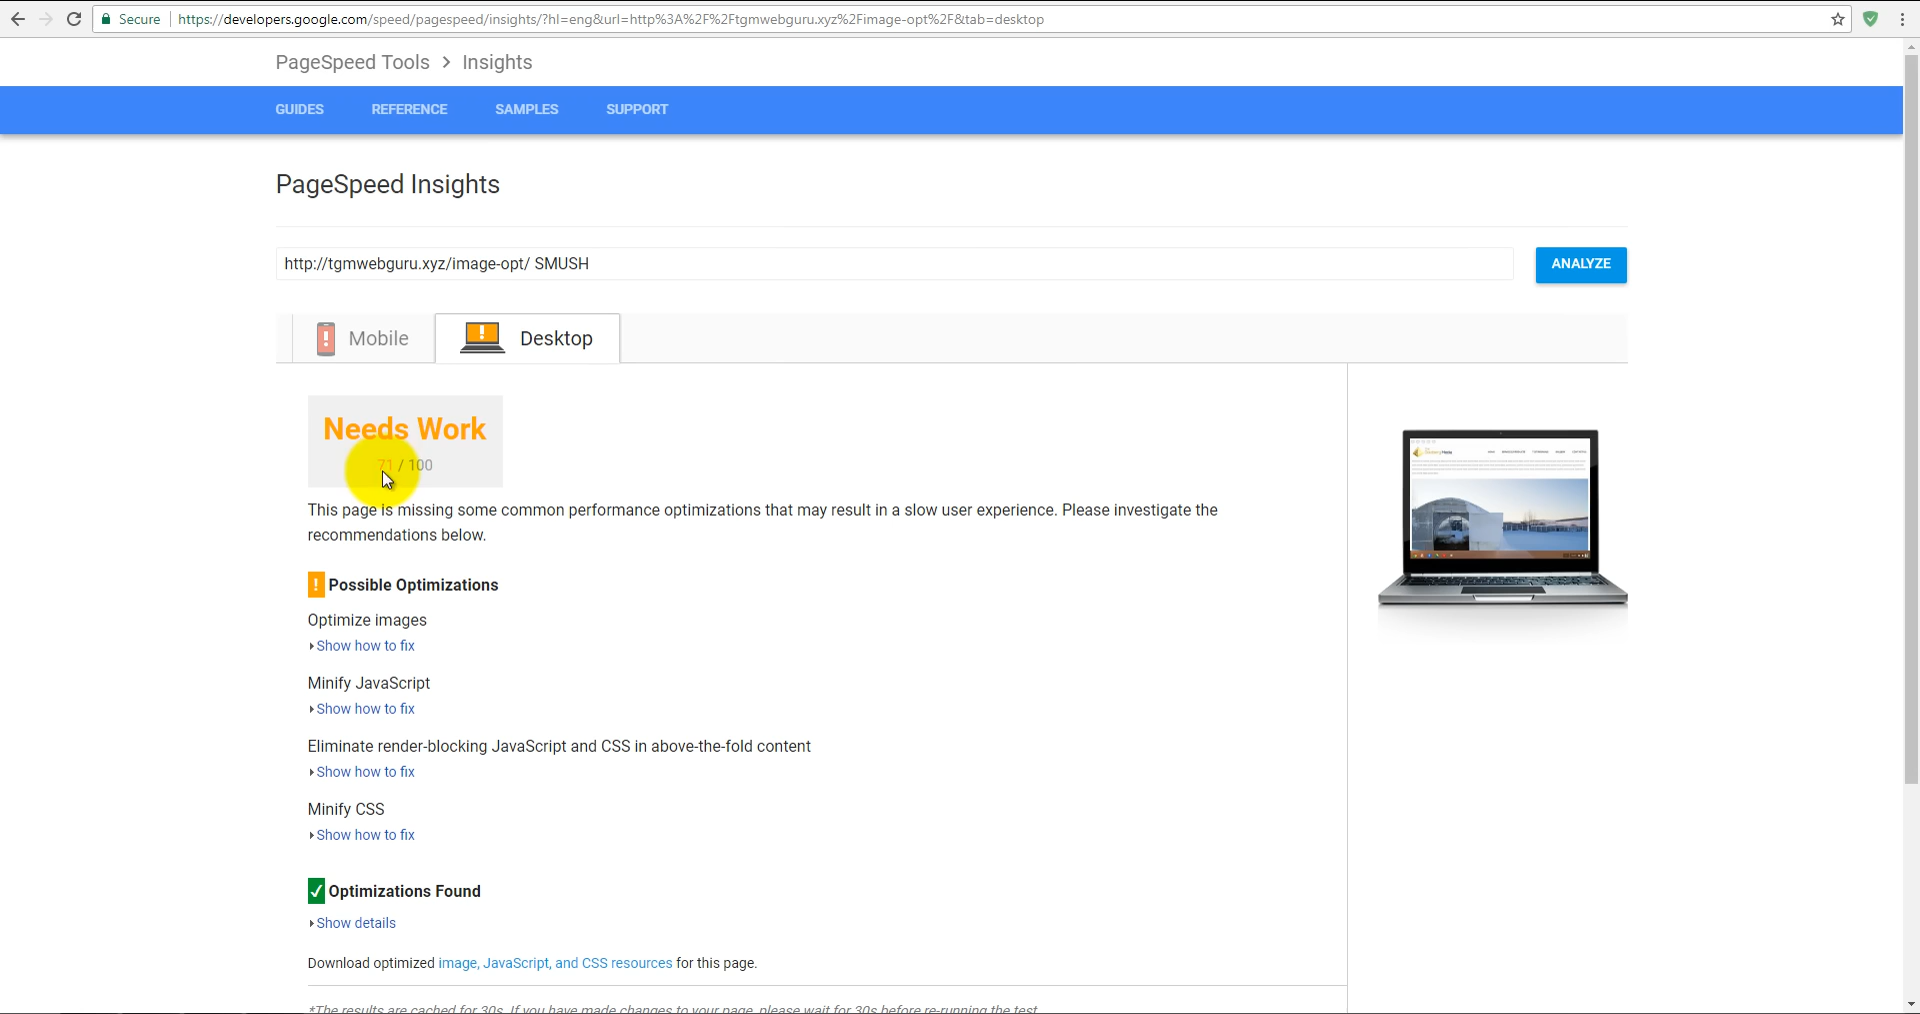 Secure https://developers.google.com/speed/pagespeed/insights/?hl=eng&url=http%3A%2F%2Ftgmwebguru.xyz%2Fimage-opt%2F&tab=desktop
PageSpeed Tools > Insights
GUIDES REFERENCE SAMPLES SUPPORT
PageSpeed Insights
http://tgmwebguru.xyz/image-opt/ SMUSH ANALYZE
Mobile Desktop
Needs Work
71 / 100
This page is missing some common performance optimizations that may result in a slow user experience. Please investigate the
recommendations below.
! Possible Optimizations
Optimize images
Show how to fix
Minify JavaScript
Show how to fix
Eliminate render-blocking JavaScript and CSS in above-the-fold content
Show how to fix
Minify CSS
Show how to fix
Optimizations Found
Show details
Download optimized image, JavaScript, and CSS resources for this page.
*The results are cached for 30s. If you have made changes to your page, please wait for 30s before re-running the test.